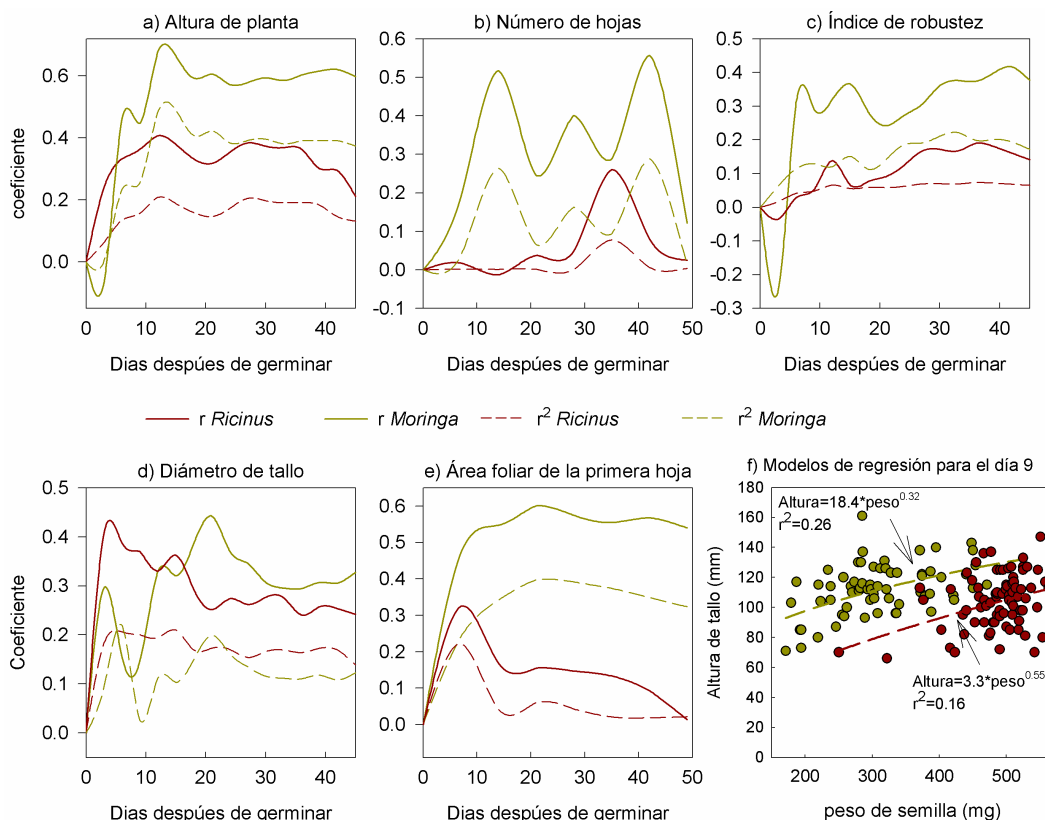 a) Altura de planta
coeficiente
0.6
0.4
0.2
0.0
0 10 20 30 40
Dias despúes de germinar
b) Número de hojas
0.6
0.5
0.4
0.3
0.2
0.1
0.0
-0.1
0 10 20 30 40 50
Dias despúes de germinar
c) Índice de robustez
0.5
0.4
0.3
0.2
0.1
0.0
-0.1
-0.2
-0.3
0 10 20 30 40
Dias despúes de germinar
r Ricinus r Moringa r² Ricinus r² Moringa
d) Diámetro de tallo
Coeficiente
0.5
0.4
0.3
0.2
0.1
0.0
0 10 20 30 40
Dias despúes de germinar
e) Área foliar de la primera hoja
0.6
0.5
0.4
0.3
0.2
0.1
0.0
0 10 20 30 40 50
Dias despúes de germinar
f) Modelos de regresión para el día 9
Altura de tallo (mm)
180
160
140
120
100
80
60
40
20
0
Altura=18.4*peso^0.32
r²=0.26
Altura=3.3*peso^0.55
r²=0.16
200 300 400 500
peso de semilla (mg)